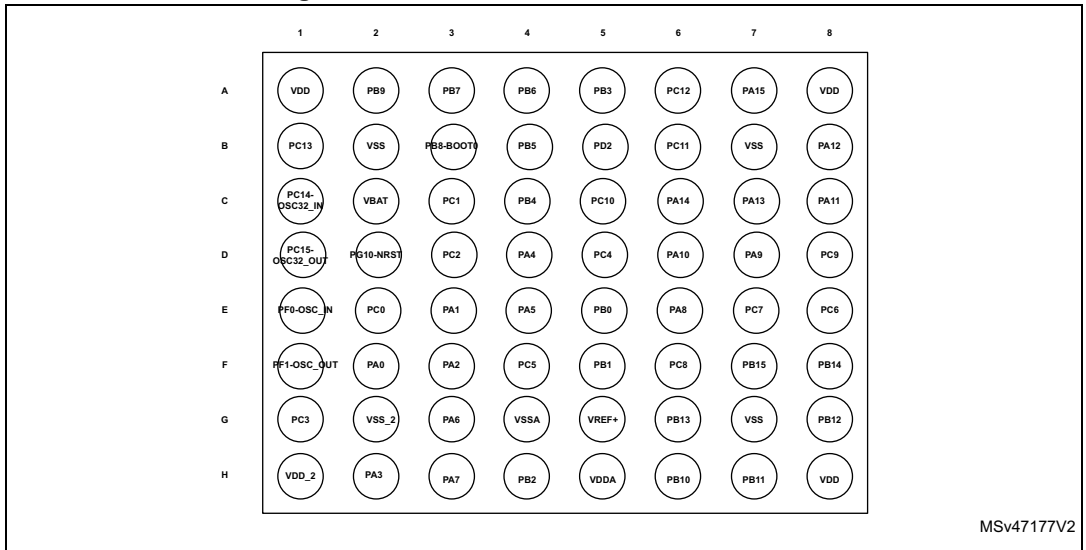 1 2 3 4 5 6 7 8
A VDD PB9 PB7 PB6 PB3 PC12 PA15 VDD
B PC13 VSS PB8-BOOT0 PB5 PD2 PC11 VSS PA12
C PC14-OSC32_IN VBAT PC1 PB4 PC10 PA14 PA13 PA11
D PC15-OSC32_OUT PG10-NRST PC2 PA4 PC4 PA10 PA9 PC9
E PF0-OSC_IN PC0 PA1 PA5 PB0 PA8 PC7 PC6
F PF1-OSC_OUT PA0 PA2 PC5 PB1 PC8 PB15 PB14
G PC3 VSS_2 PA6 VSSA VREF+ PB13 VSS PB12
H VDD_2 PA3 PA7 PB2 VDDA PB10 PB11 VDD
MSv47177V2